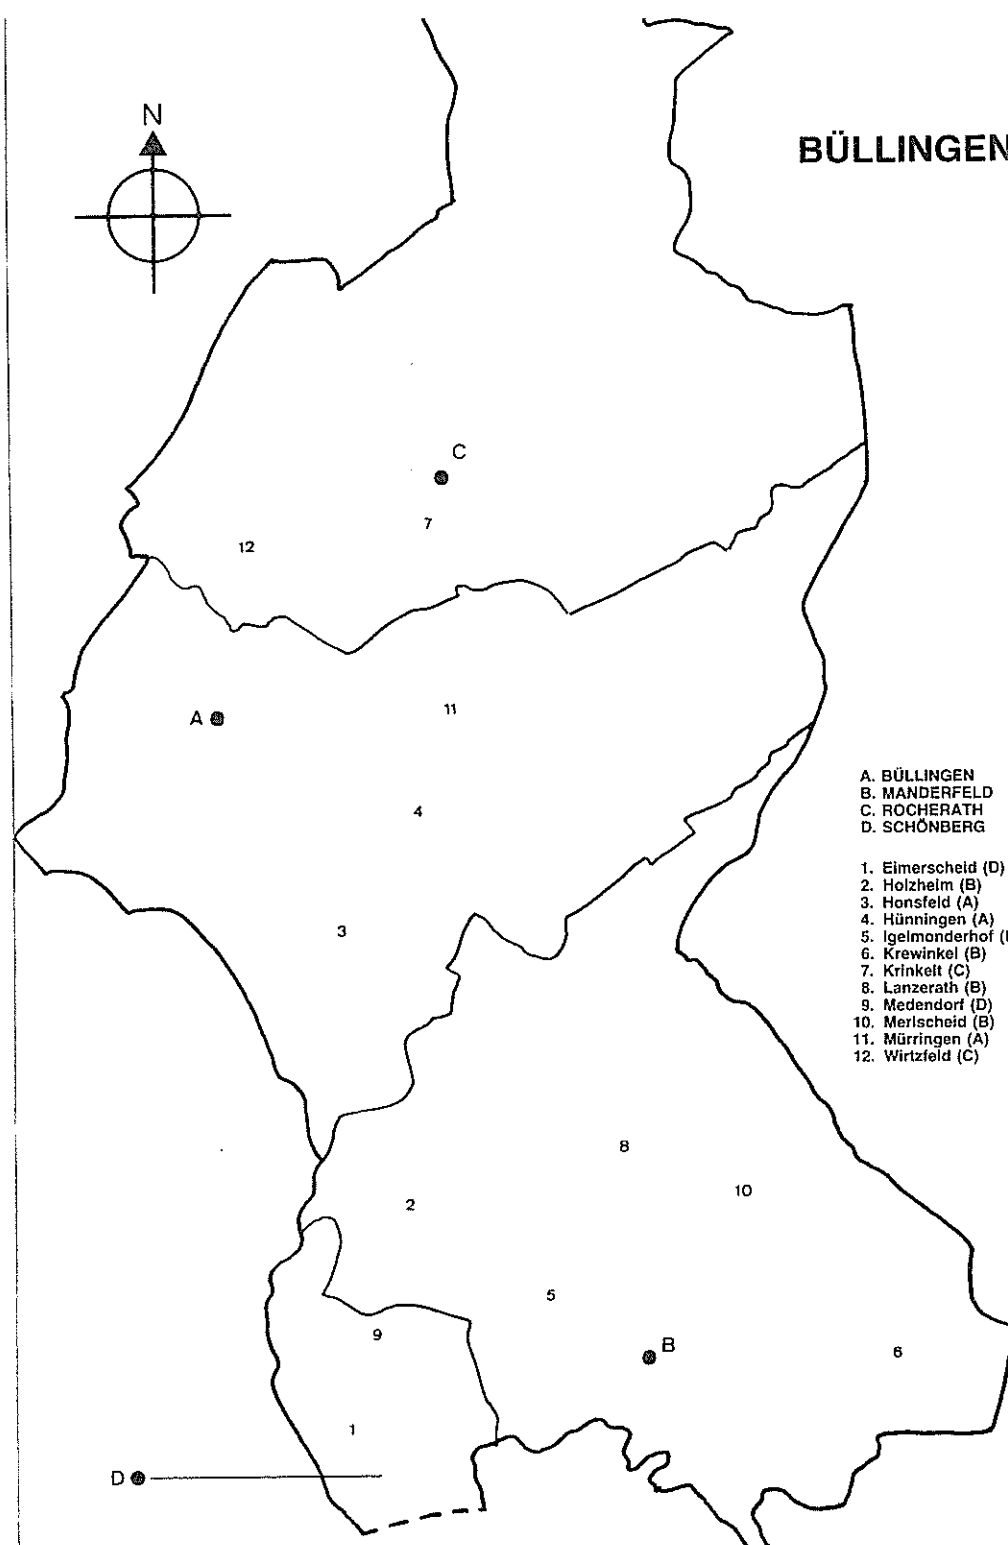 N
BÜLLINGEN
C
7
12
A
11
4
A. BÜLLINGEN
B. MANDERFELD
C. ROCHERATH
D. SCHÖNBERG
1. Eimerscheid (D)
2. Holzheim (B)
3. Honsfeld (A)
4. Hünningen (A)
5. Igelmonderhof (
6. Krewinkel (B)
7. Krinkelt (C)
8. Lanzerath (B)
9. Medendorf (D)
10. Merlscheid (B)
11. Mürringen (A)
12. Wirtzfeld (C)
3
8
10
2
5
9
B
6
1
D